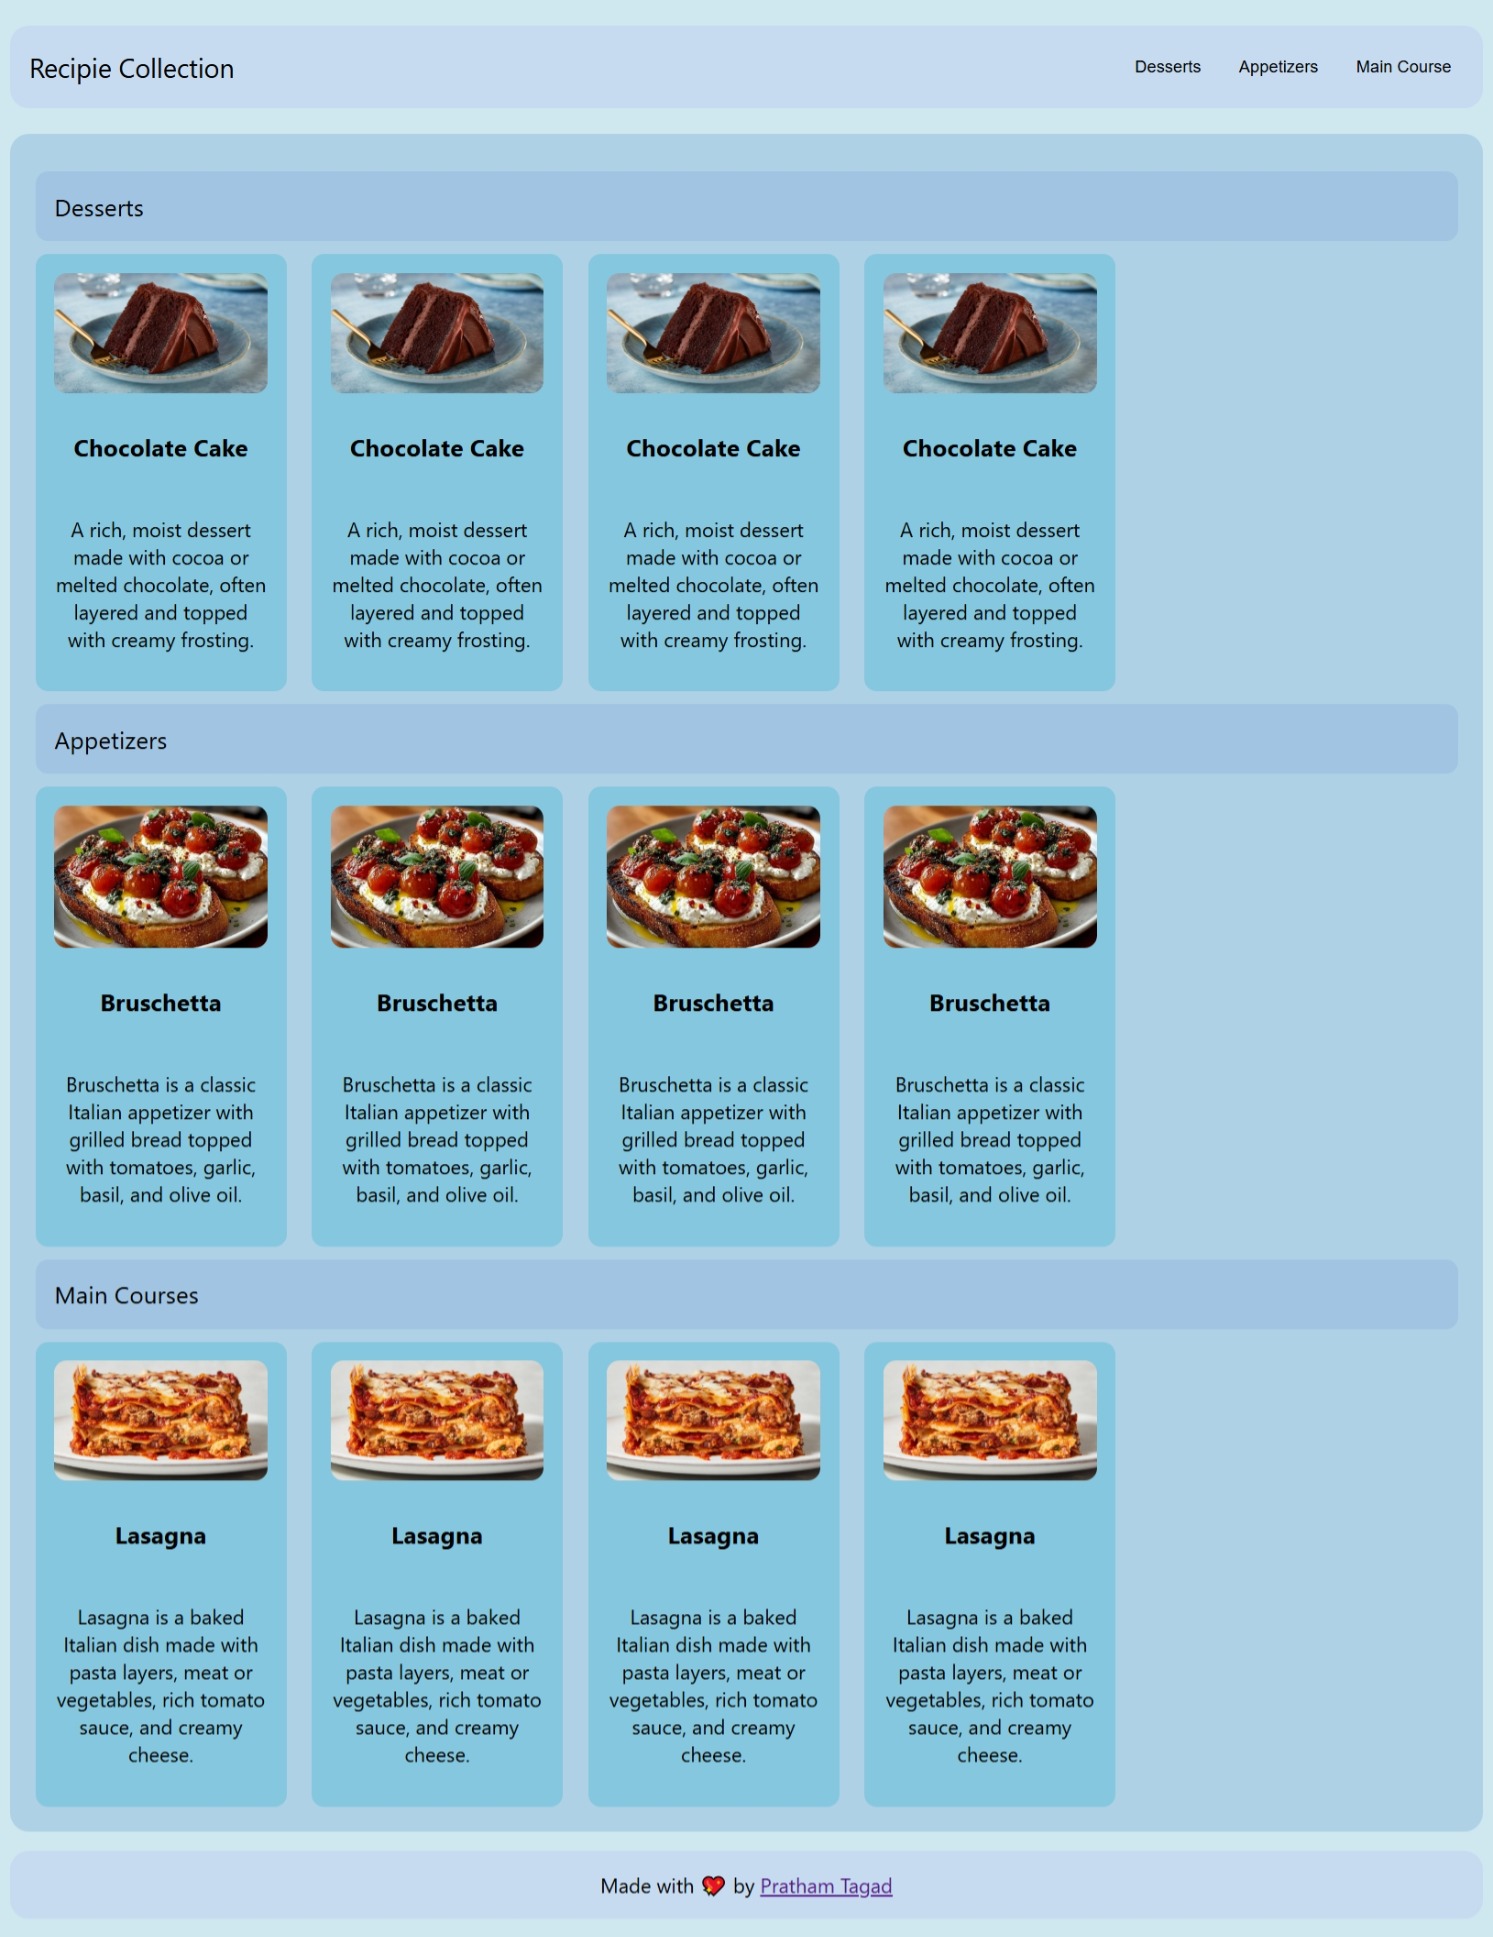 Recipie Collection
Desserts Appetizers Main Course
Desserts
Chocolate Cake
A rich, moist dessert
made with cocoa or
melted chocolate, often
layered and topped
with creamy frosting.
Chocolate Cake
A rich, moist dessert
made with cocoa or
melted chocolate, often
layered and topped
with creamy frosting.
Chocolate Cake
A rich, moist dessert
made with cocoa or
melted chocolate, often
layered and topped
with creamy frosting.
Chocolate Cake
A rich, moist dessert
made with cocoa or
melted chocolate, often
layered and topped
with creamy frosting.
Appetizers
Bruschetta
Bruschetta is a classic
Italian appetizer with
grilled bread topped
with tomatoes, garlic,
basil, and olive oil.
Bruschetta
Bruschetta is a classic
Italian appetizer with
grilled bread topped
with tomatoes, garlic,
basil, and olive oil.
Bruschetta
Bruschetta is a classic
Italian appetizer with
grilled bread topped
with tomatoes, garlic,
basil, and olive oil.
Bruschetta
Bruschetta is a classic
Italian appetizer with
grilled bread topped
with tomatoes, garlic,
basil, and olive oil.
Main Courses
Lasagna
Lasagna is a baked
Italian dish made with
pasta layers, meat or
vegetables, rich tomato
sauce, and creamy
cheese.
Lasagna
Lasagna is a baked
Italian dish made with
pasta layers, meat or
vegetables, rich tomato
sauce, and creamy
cheese.
Lasagna
Lasagna is a baked
Italian dish made with
pasta layers, meat or
vegetables, rich tomato
sauce, and creamy
cheese.
Lasagna
Lasagna is a baked
Italian dish made with
pasta layers, meat or
vegetables, rich tomato
sauce, and creamy
cheese.
Made with 💖 by Pratham Tagad